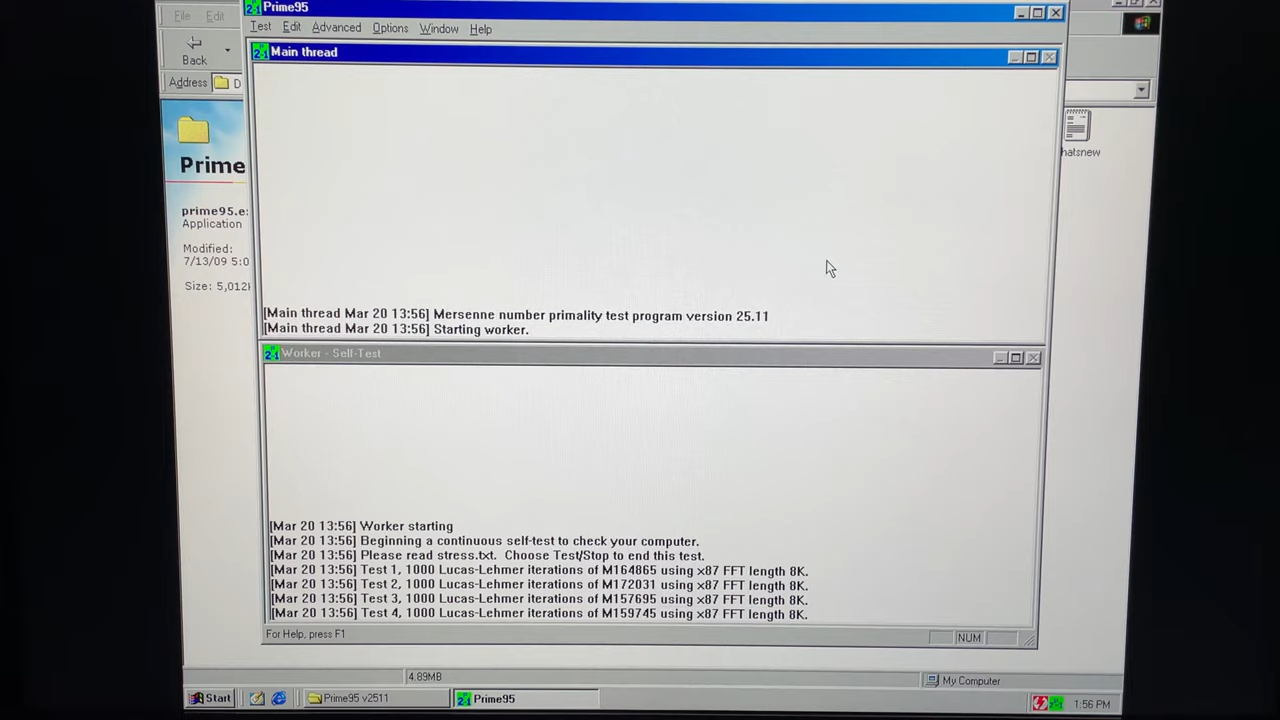 Prime95
File Edit
Test Edit Advanced Options Window Help
Back
Main thread
Address D
hatsnew
Prime
prime95.e
Application
Modified:
7/13/09 5:0
Size: 5,012
[Main thread Mar 20 13:56] Mersenne number primality test program version 25.11
[Main thread Mar 20 13:56] Starting worker.
Worker - Self-Test
[Mar 20 13:56] Worker starting
[Mar 20 13:56] Beginning a continuous self-test to check your computer.
[Mar 20 13:56] Please read stress.txt. Choose Test/Stop to end this test.
[Mar 20 13:56] Test 1, 1000 Lucas-Lehmer iterations of M164865 using x87 FFT length 8K.
[Mar 20 13:56] Test 2, 1000 Lucas-Lehmer iterations of M172031 using x87 FFT length 8K.
[Mar 20 13:56] Test 3, 1000 Lucas-Lehmer iterations of M157695 using x87 FFT length 8K.
[Mar 20 13:56] Test 4, 1000 Lucas-Lehmer iterations of M159745 using x87 FFT length 8K.
For Help, press F1
NUM
4.89MB
My Computer
Start
Prime95 v2511
Prime95
1:56 PM